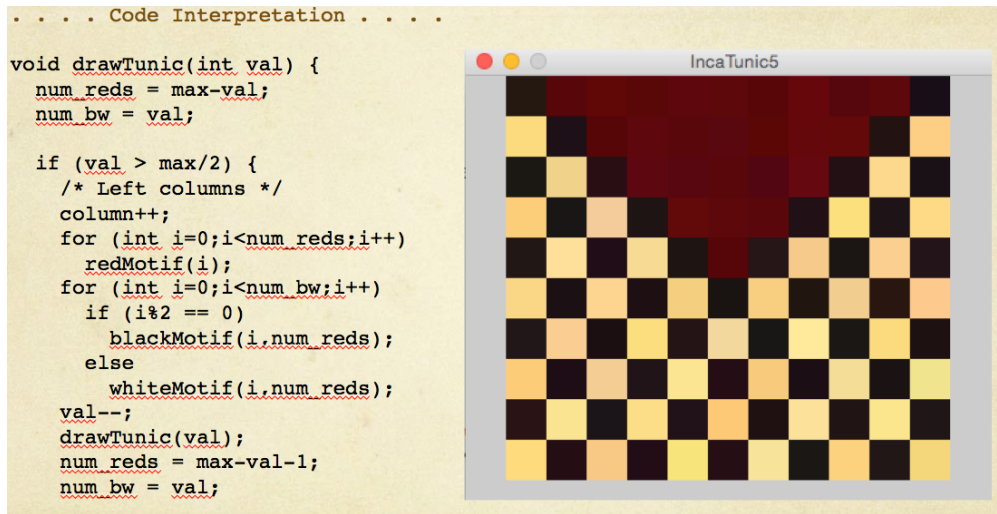 . . . . Code Interpretation . . . .
void drawTunic(int val) {
num_reds = max-val;
num_bw = val;
if (val > max/2) {
/* Left columns */
column++;
for (int i=0;i<num_reds;i++)
redMotif(i);
for (int i=0;i<num_bw;i++)
if (i%2 == 0)
blackMotif(i,num_reds);
else
whiteMotif(i,num_reds);
val--;
drawTunic(val);
num_reds = max-val-1;
num_bw = val;
IncaTunic5